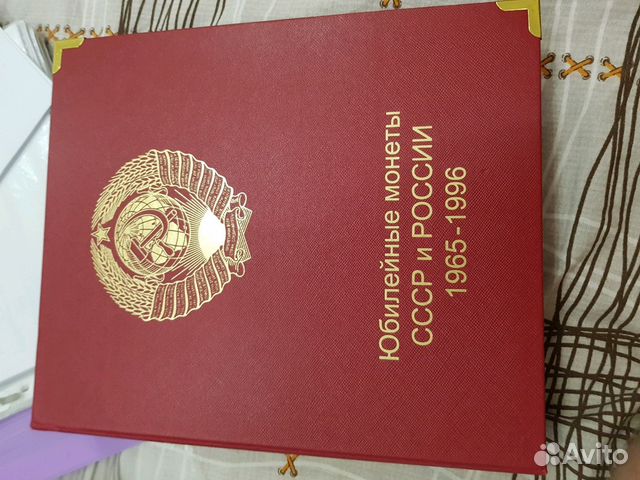 Юбилейные монеты
СССР и РОССИИ
1965-1996
Avito